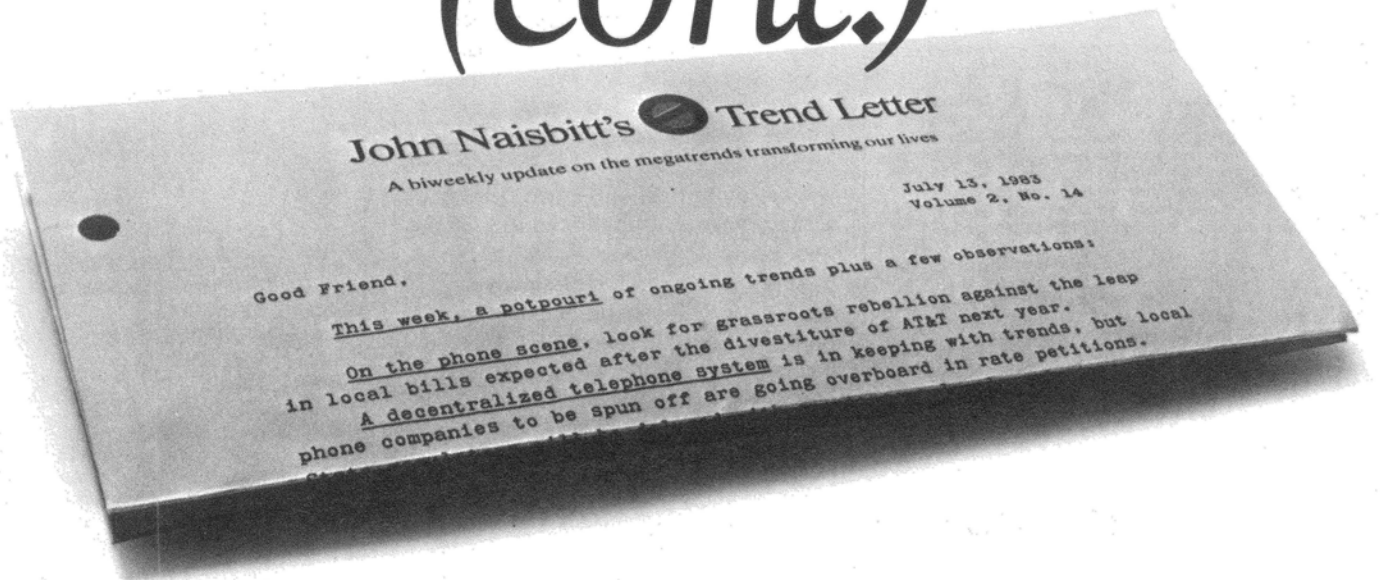 (cont.)
John Naisbitt's Trend Letter
A biweekly update on the megatrends transforming our lives
July 13, 1983
Volume 2, No. 14
Good Friend,
This week, a potpouri of ongoing trends plus a few observations:
On the phone scene, look for grassroots rebellion against the leap
in local bills expected after the divestiture of AT&T next year.
A decentralized telephone system is in keeping with trends, but local
phone companies to be spun off are going overboard in rate petitions.